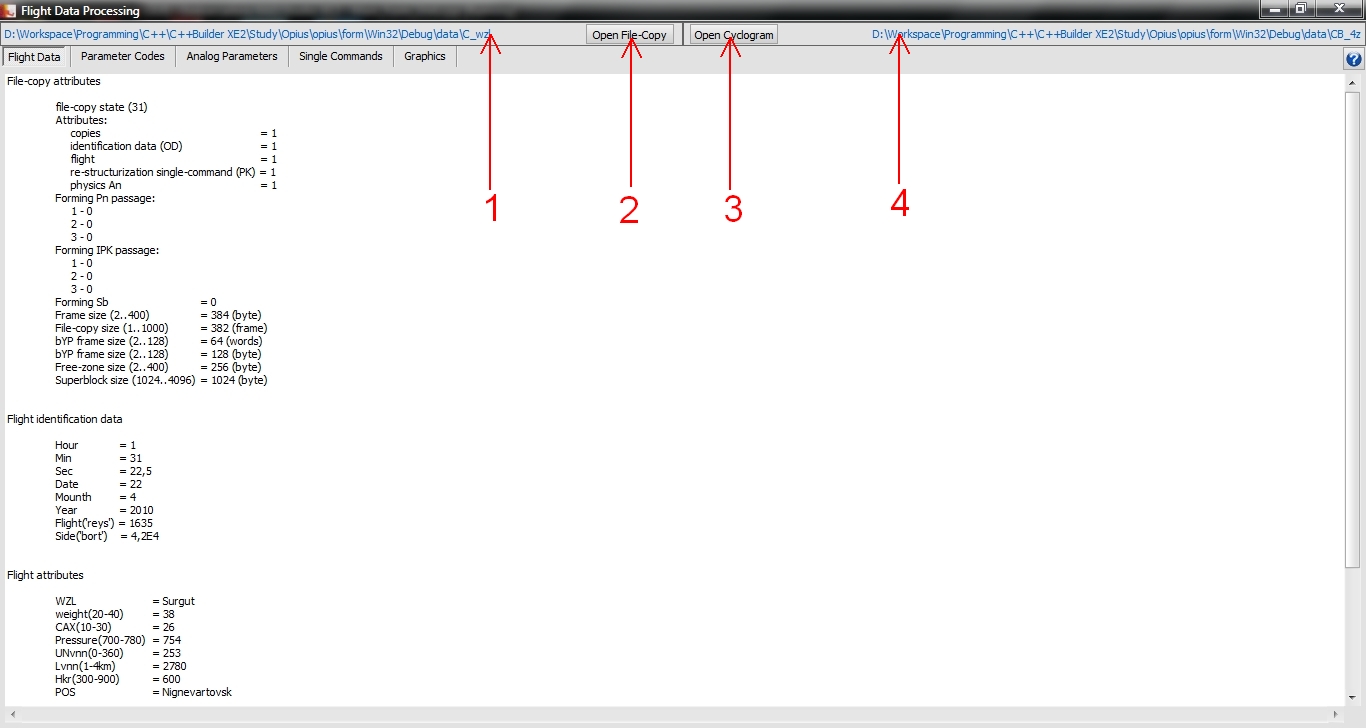 Flight Data Processing
D:\Workspace\Programming\C++\C++Builder XE2\Study\Opius\opius\form\Win32\Debug\data\C_wzl Open File-Copy Open Cyclogram D:\Workspace\Programming\C++\C++Builder XE2\Study\Opius\opius\form\Win32\Debug\data\CB_4z
Flight Data Parameter Codes Analog Parameters Single Commands Graphics ?
File-copy attributes
file-copy state (31)
Attributes:
copies = 1
identification data (OD) = 1
flight = 1
re-structurization single-command (PK) = 1
physics An = 1
Forming Pn passage:
1 - 0
2 - 0
3 - 0
Forming IPK passage:
1 - 0
2 - 0
3 - 0
Forming Sb = 0
Frame size (2..400) = 384 (byte)
File-copy size (1..1000) = 382 (frame)
bYP frame size (2..128) = 64 (words)
bYP frame size (2..128) = 128 (byte)
Free-zone size (2..400) = 256 (byte)
Superblock size (1024..4096) = 1024 (byte)
Flight identification data
Hour = 1
Min = 31
Sec = 22,5
Date = 22
Mounth = 4
Year = 2010
Flight('reys') = 1635
Side('bort') = 4,2E4
Flight attributes
WZL = Surgut
weight(20-40) = 38
CAX(10-30) = 26
Pressure(700-780) = 754
UNvnn(0-360) = 253
Lvnn(1-4km) = 2780
Hkr(300-900) = 600
POS = Nignevartovsk
1 2 3 4